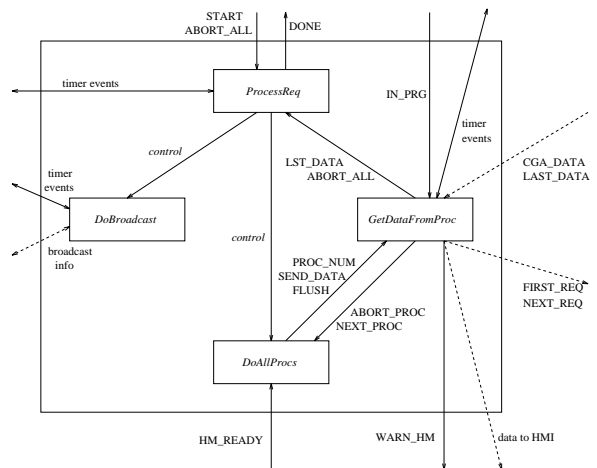 START
ABORT_ALL
DONE
timer events
ProcessReq
IN_PRG
timer
events
control
LST_DATA
ABORT_ALL
CGA_DATA
LAST_DATA
timer
events
DoBroadcast
GetDataFromProc
control
broadcast
info
PROC_NUM
SEND_DATA
FLUSH
FIRST_REQ
NEXT_REQ
ABORT_PROC
NEXT_PROC
DoAllProcs
HM_READY
WARN_HM
data to HMI